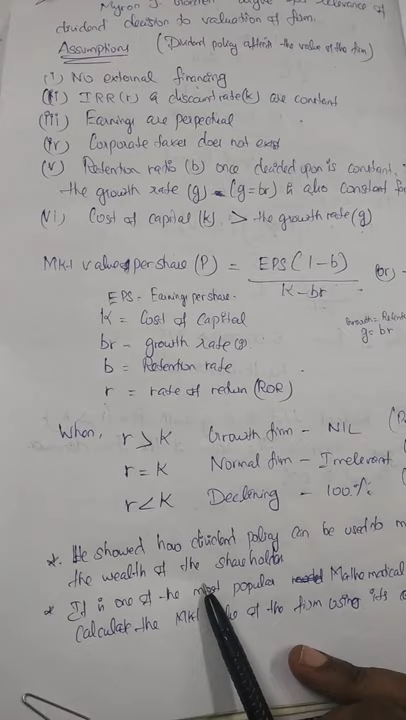 Myron J. Gordon argue relevance of
dividend decision to valuation of firm.
Assumptions (Dividend policy affects the value of the firm)
(i) No external financing
(ii) IRR(r) & discount rate(k) are constant
(iii) Earnings are perpectual
(iv) Corporate taxes does not exist
(v) Retention ratio (b) once decided upon is constant.
the growth rate (g) - (g=br) is also constant
(vi) Cost of capital (k) > the growth rate (g)
Mkt value per share (P) = EPS(1-b) / K-br (or)
EPS - Earnings per share.
K = Cost of Capital
br - growth rate (g)
g = br
b = Retention rate
r = rate of return (ROR)
When, r > K Growth firm - NIL
r = K Normal firm - Irrelevant
r < K Declining - 100%
* He showed how dividend policy can be used to
the wealth of the shareholder
* It is one of the most popular Mathematical
Calculate the Mkt of the firm using its